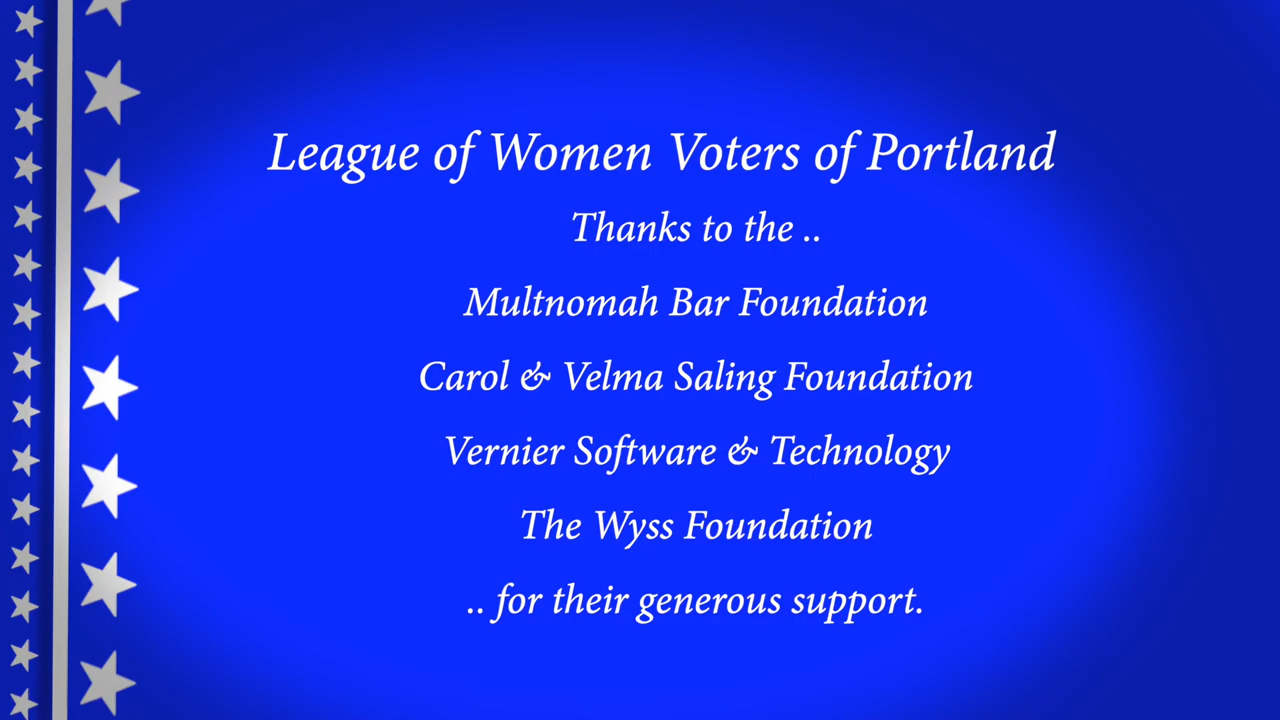 League of Women Voters of Portland
Thanks to the ..
Multnomah Bar Foundation
Carol & Velma Saling Foundation
Vernier Software & Technology
The Wyss Foundation
.. for their generous support.